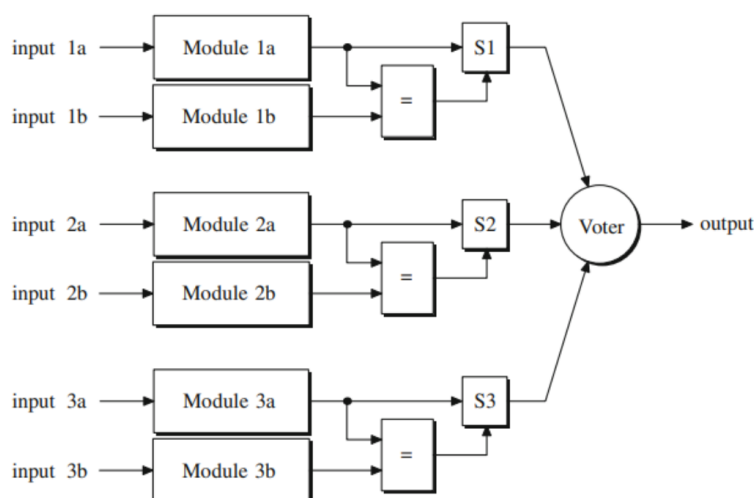 input 1a
Module 1a
S1
input 1b
Module 1b
=
input 2a
Module 2a
S2
Voter
output
input 2b
Module 2b
=
input 3a
Module 3a
S3
input 3b
Module 3b
=